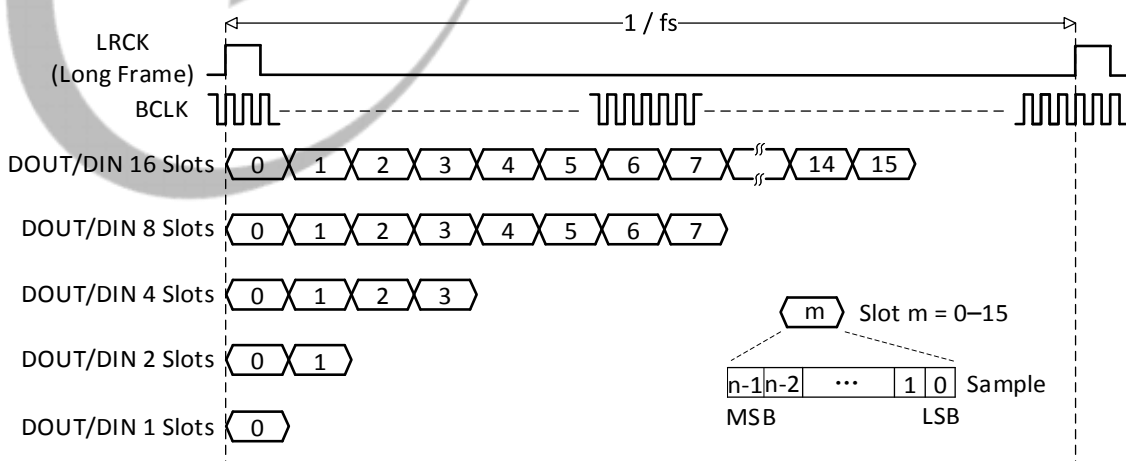 1 / fs
LRCK
(Long Frame)
BCLK
DOUT/DIN 16 Slots 0 1 2 3 4 5 6 7 14 15
DOUT/DIN 8 Slots 0 1 2 3 4 5 6 7
DOUT/DIN 4 Slots 0 1 2 3
m Slot m = 0–15
DOUT/DIN 2 Slots 0 1
n-1 n-2 ··· 1 0 Sample
MSB LSB
DOUT/DIN 1 Slots 0